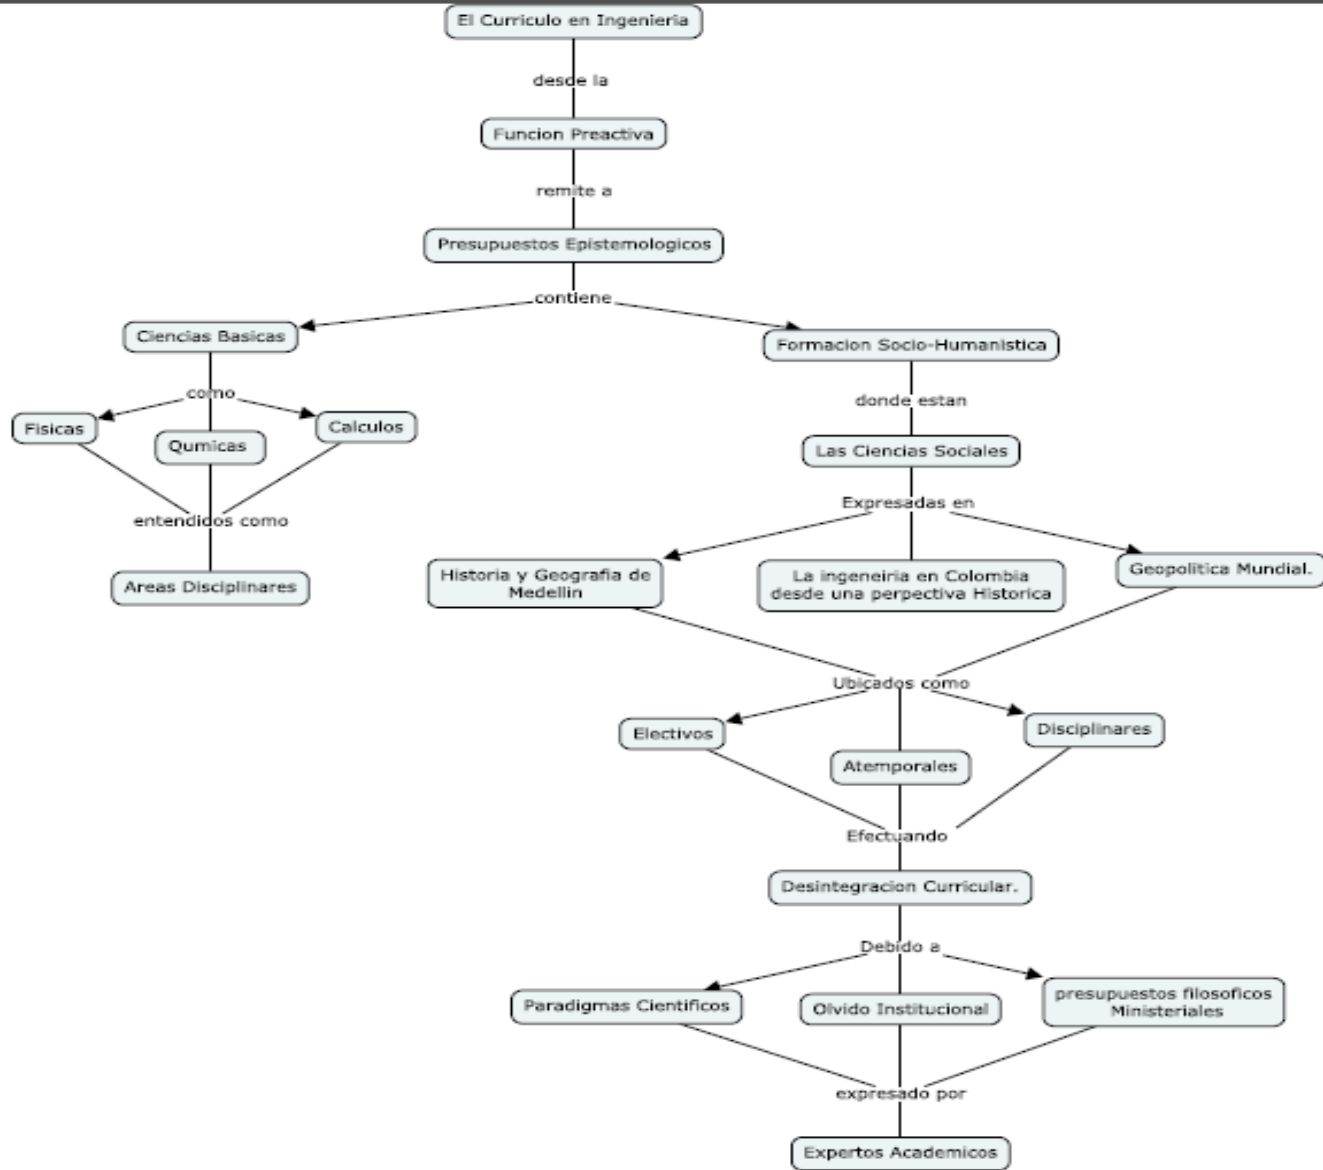 El Curriculo en Ingenieria
desde la
Funcion Preactiva
remite a
Presupuestos Epistemologicos
contiene
Ciencias Basicas
Formacion Socio-Humanistica
como
donde estan
Fisicas
Qumicas
Calculos
Las Ciencias Sociales
entendidos como
Expresadas en
Areas Disciplinares
Historia y Geografia de
Medellin
La ingeneiria en Colombia
desde una perpectiva Historica
Geopolitica Mundial.
Ubicados como
Electivos
Atemporales
Disciplinares
Efectuando
Desintegracion Curricular.
Debido a
Paradigmas Cientificos
Olvido Institucional
presupuestos filosoficos
Ministeriales
expresado por
Expertos Academicos